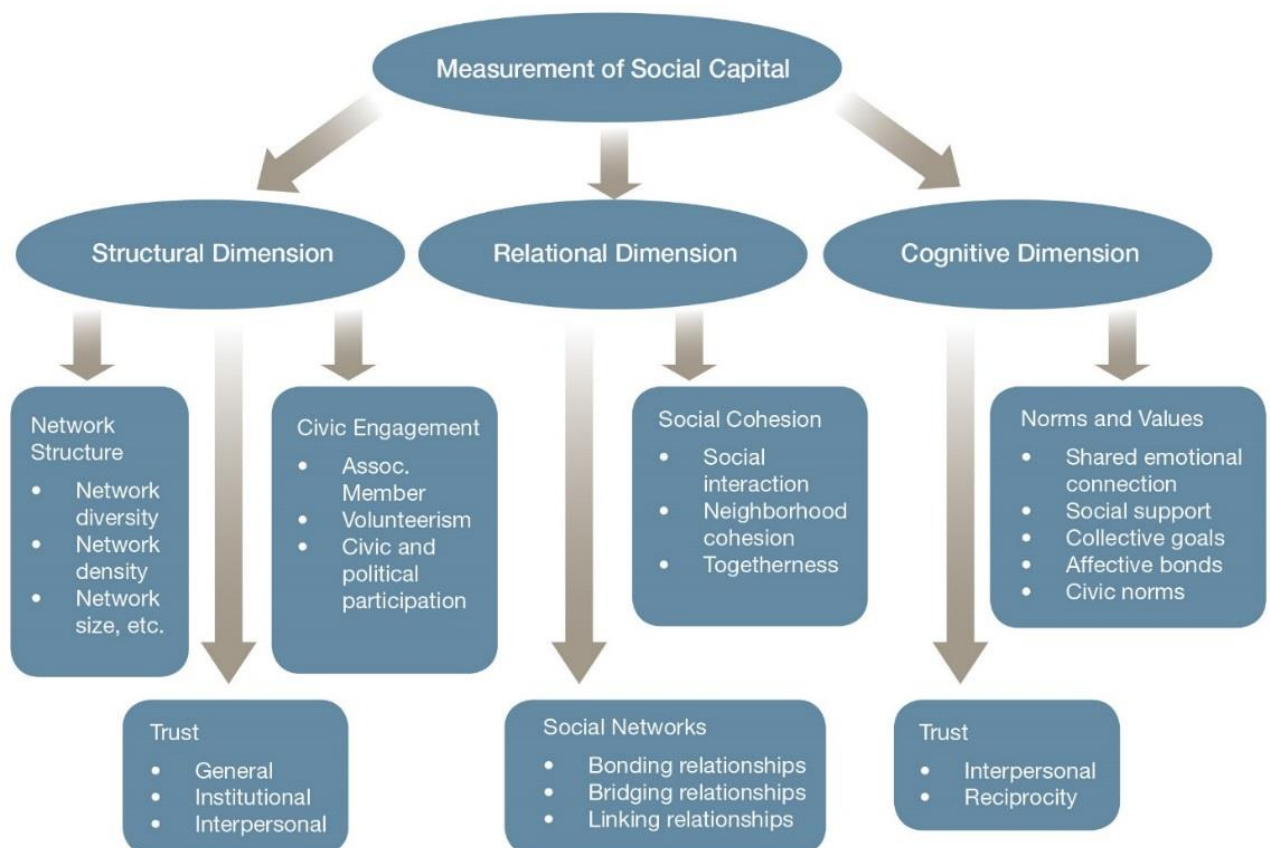 Measurement of Social Capital
Structural Dimension
Relational Dimension
Cognitive Dimension
Network
Structure
• Network
diversity
• Network
density
• Network
size, etc.
Civic Engagement
• Assoc.
Member
• Volunteerism
• Civic and
political
participation
Social Cohesion
• Social
interaction
• Neighborhood
cohesion
• Togetherness
Norms and Values
• Shared emotional
connection
• Social support
• Collective goals
• Affective bonds
• Civic norms
Trust
• General
• Institutional
• Interpersonal
Social Networks
• Bonding relationships
• Bridging relationships
• Linking relationships
Trust
• Interpersonal
• Reciprocity